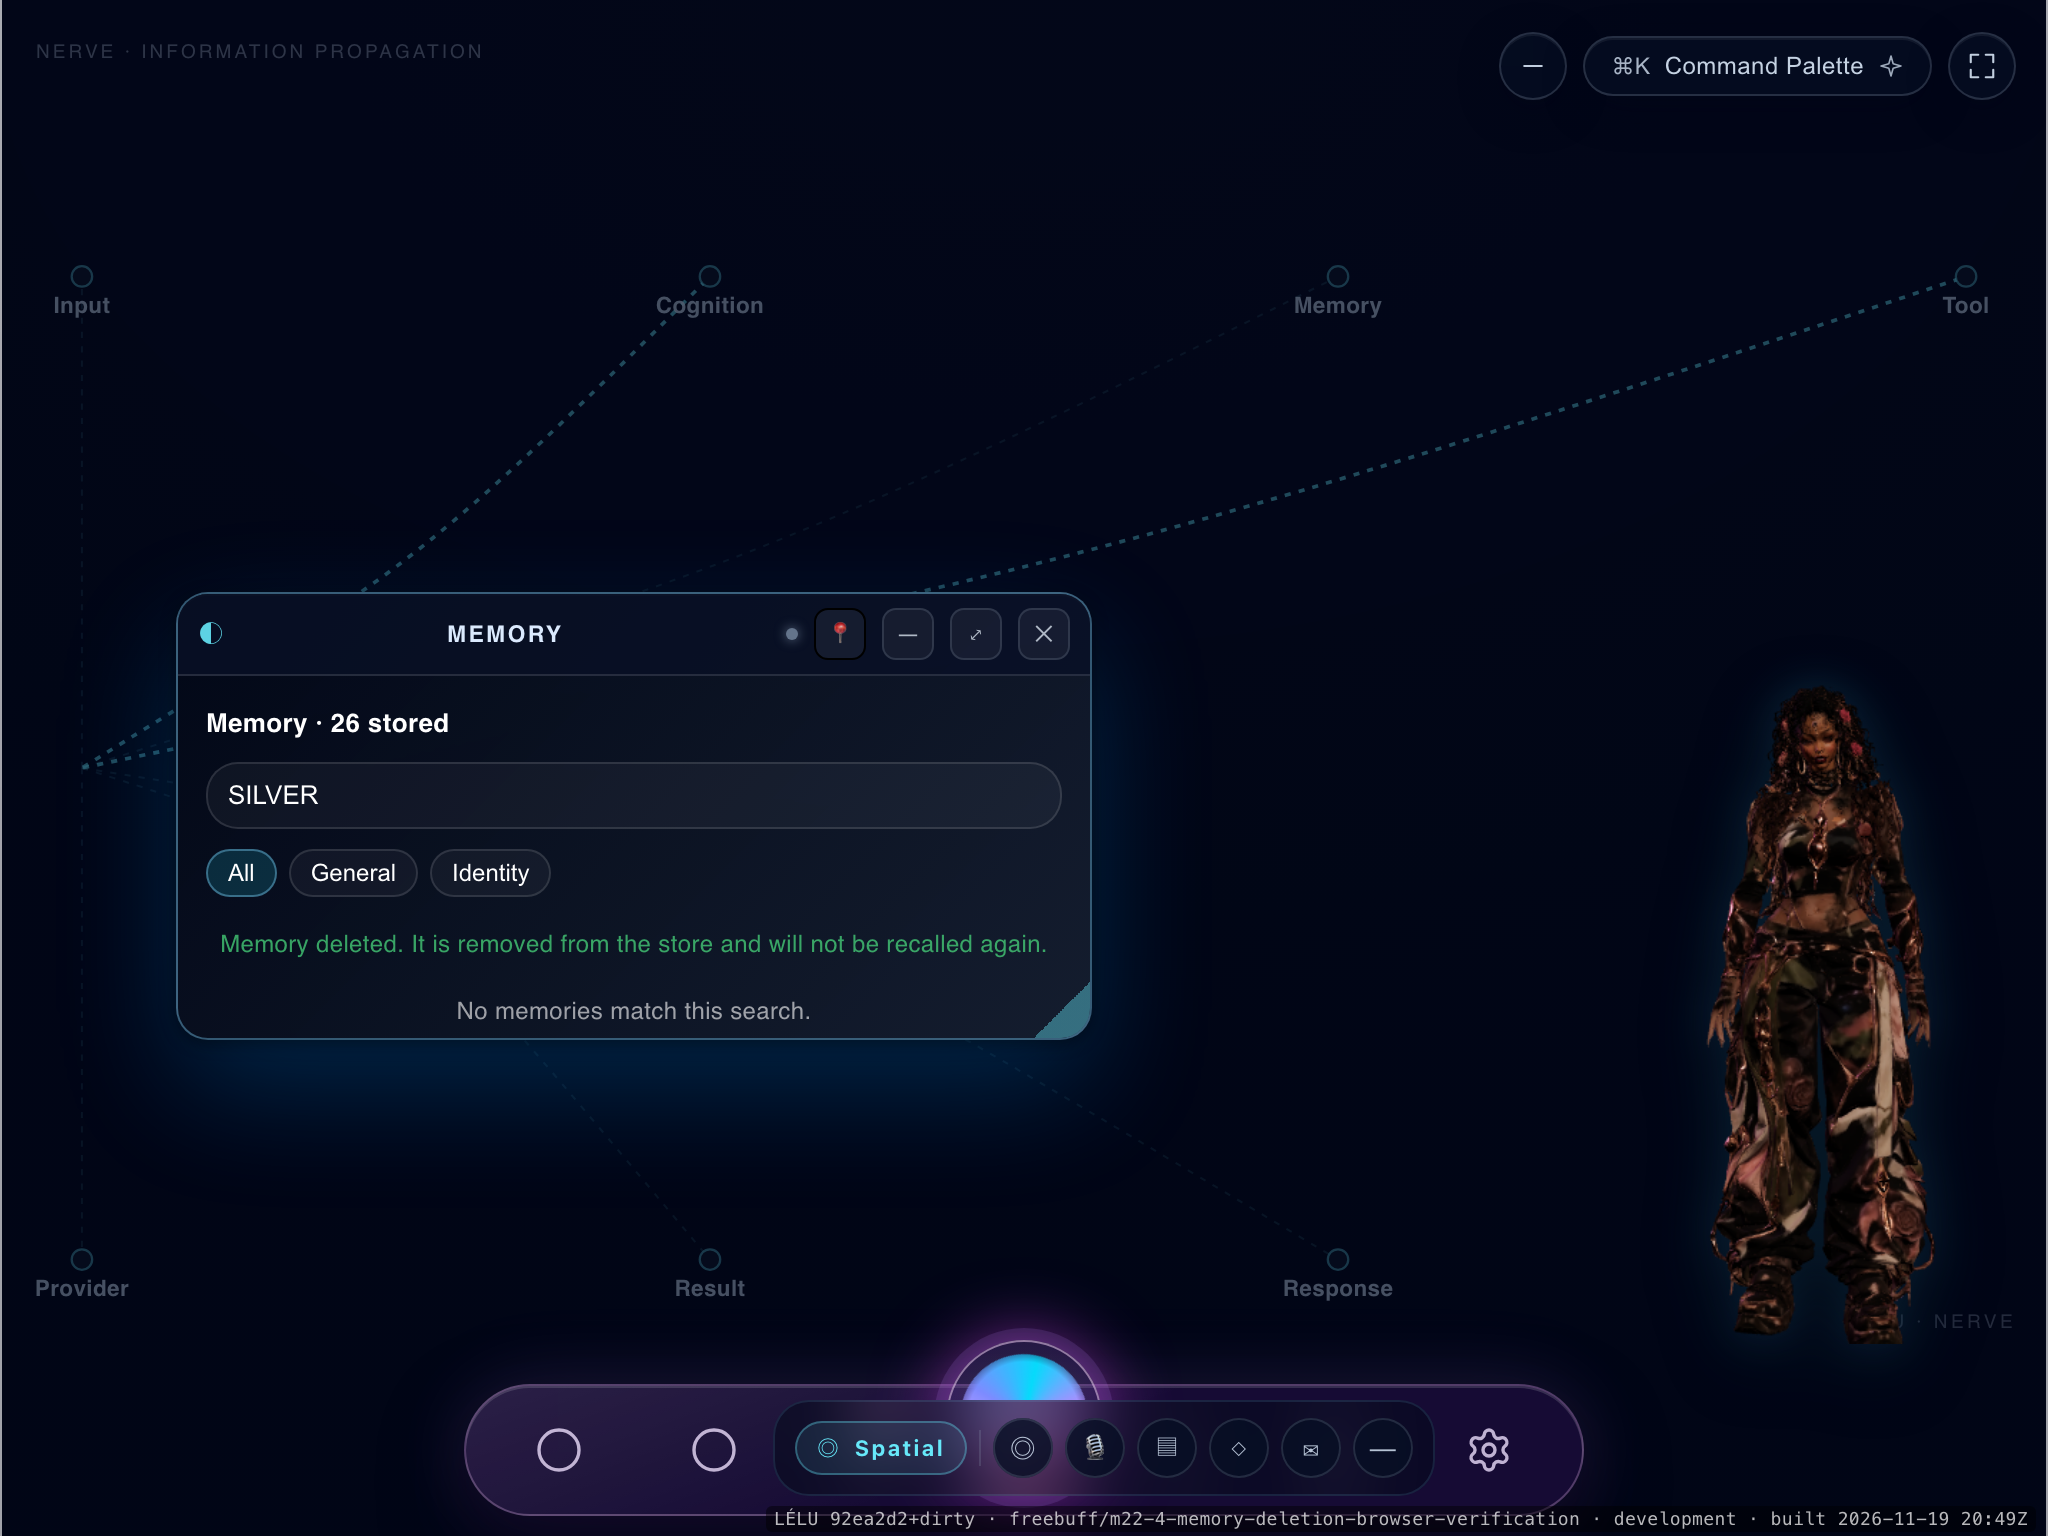 NERVE · INFORMATION PROPAGATION
⌘K Command Palette
Input
Cognition
Memory
Tool
MEMORY
Memory · 26 stored
SILVER
All General Identity
Memory deleted. It is removed from the store and will not be recalled again.
No memories match this search.
Provider
Result
Response
· NERVE
Spatial
LÉLU 92ea2d2+dirty · freebuff/m22-4-memory-deletion-browser-verification · development · built 2026-11-19 20:49Z